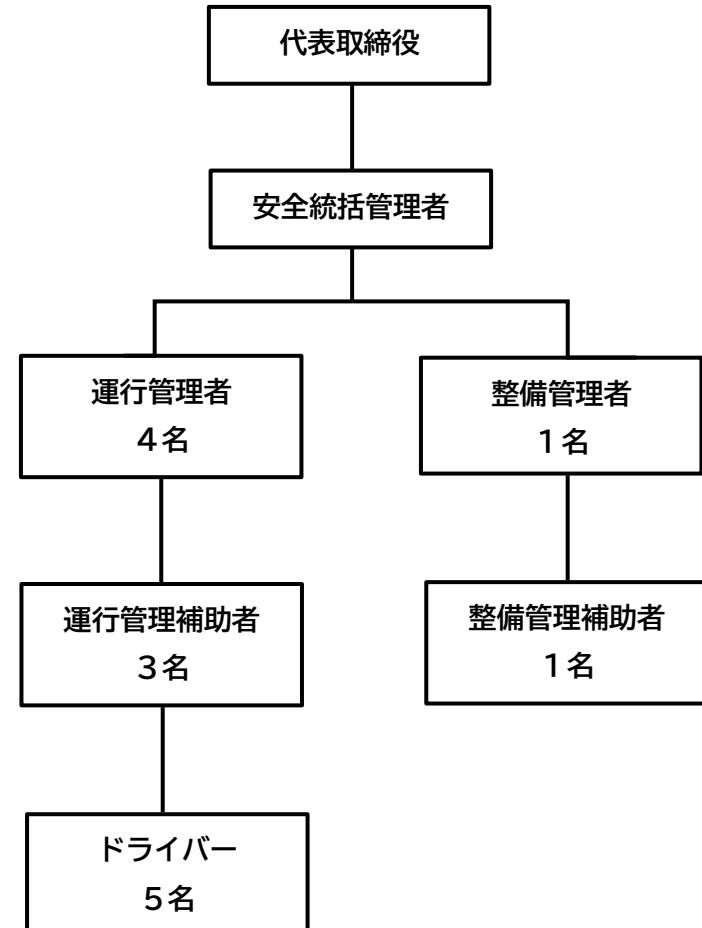 代表取締役
安全統括管理者
運行管理者
４名
整備管理者
１名
運行管理補助者
３名
整備管理補助者
１名
ドライバー
５名